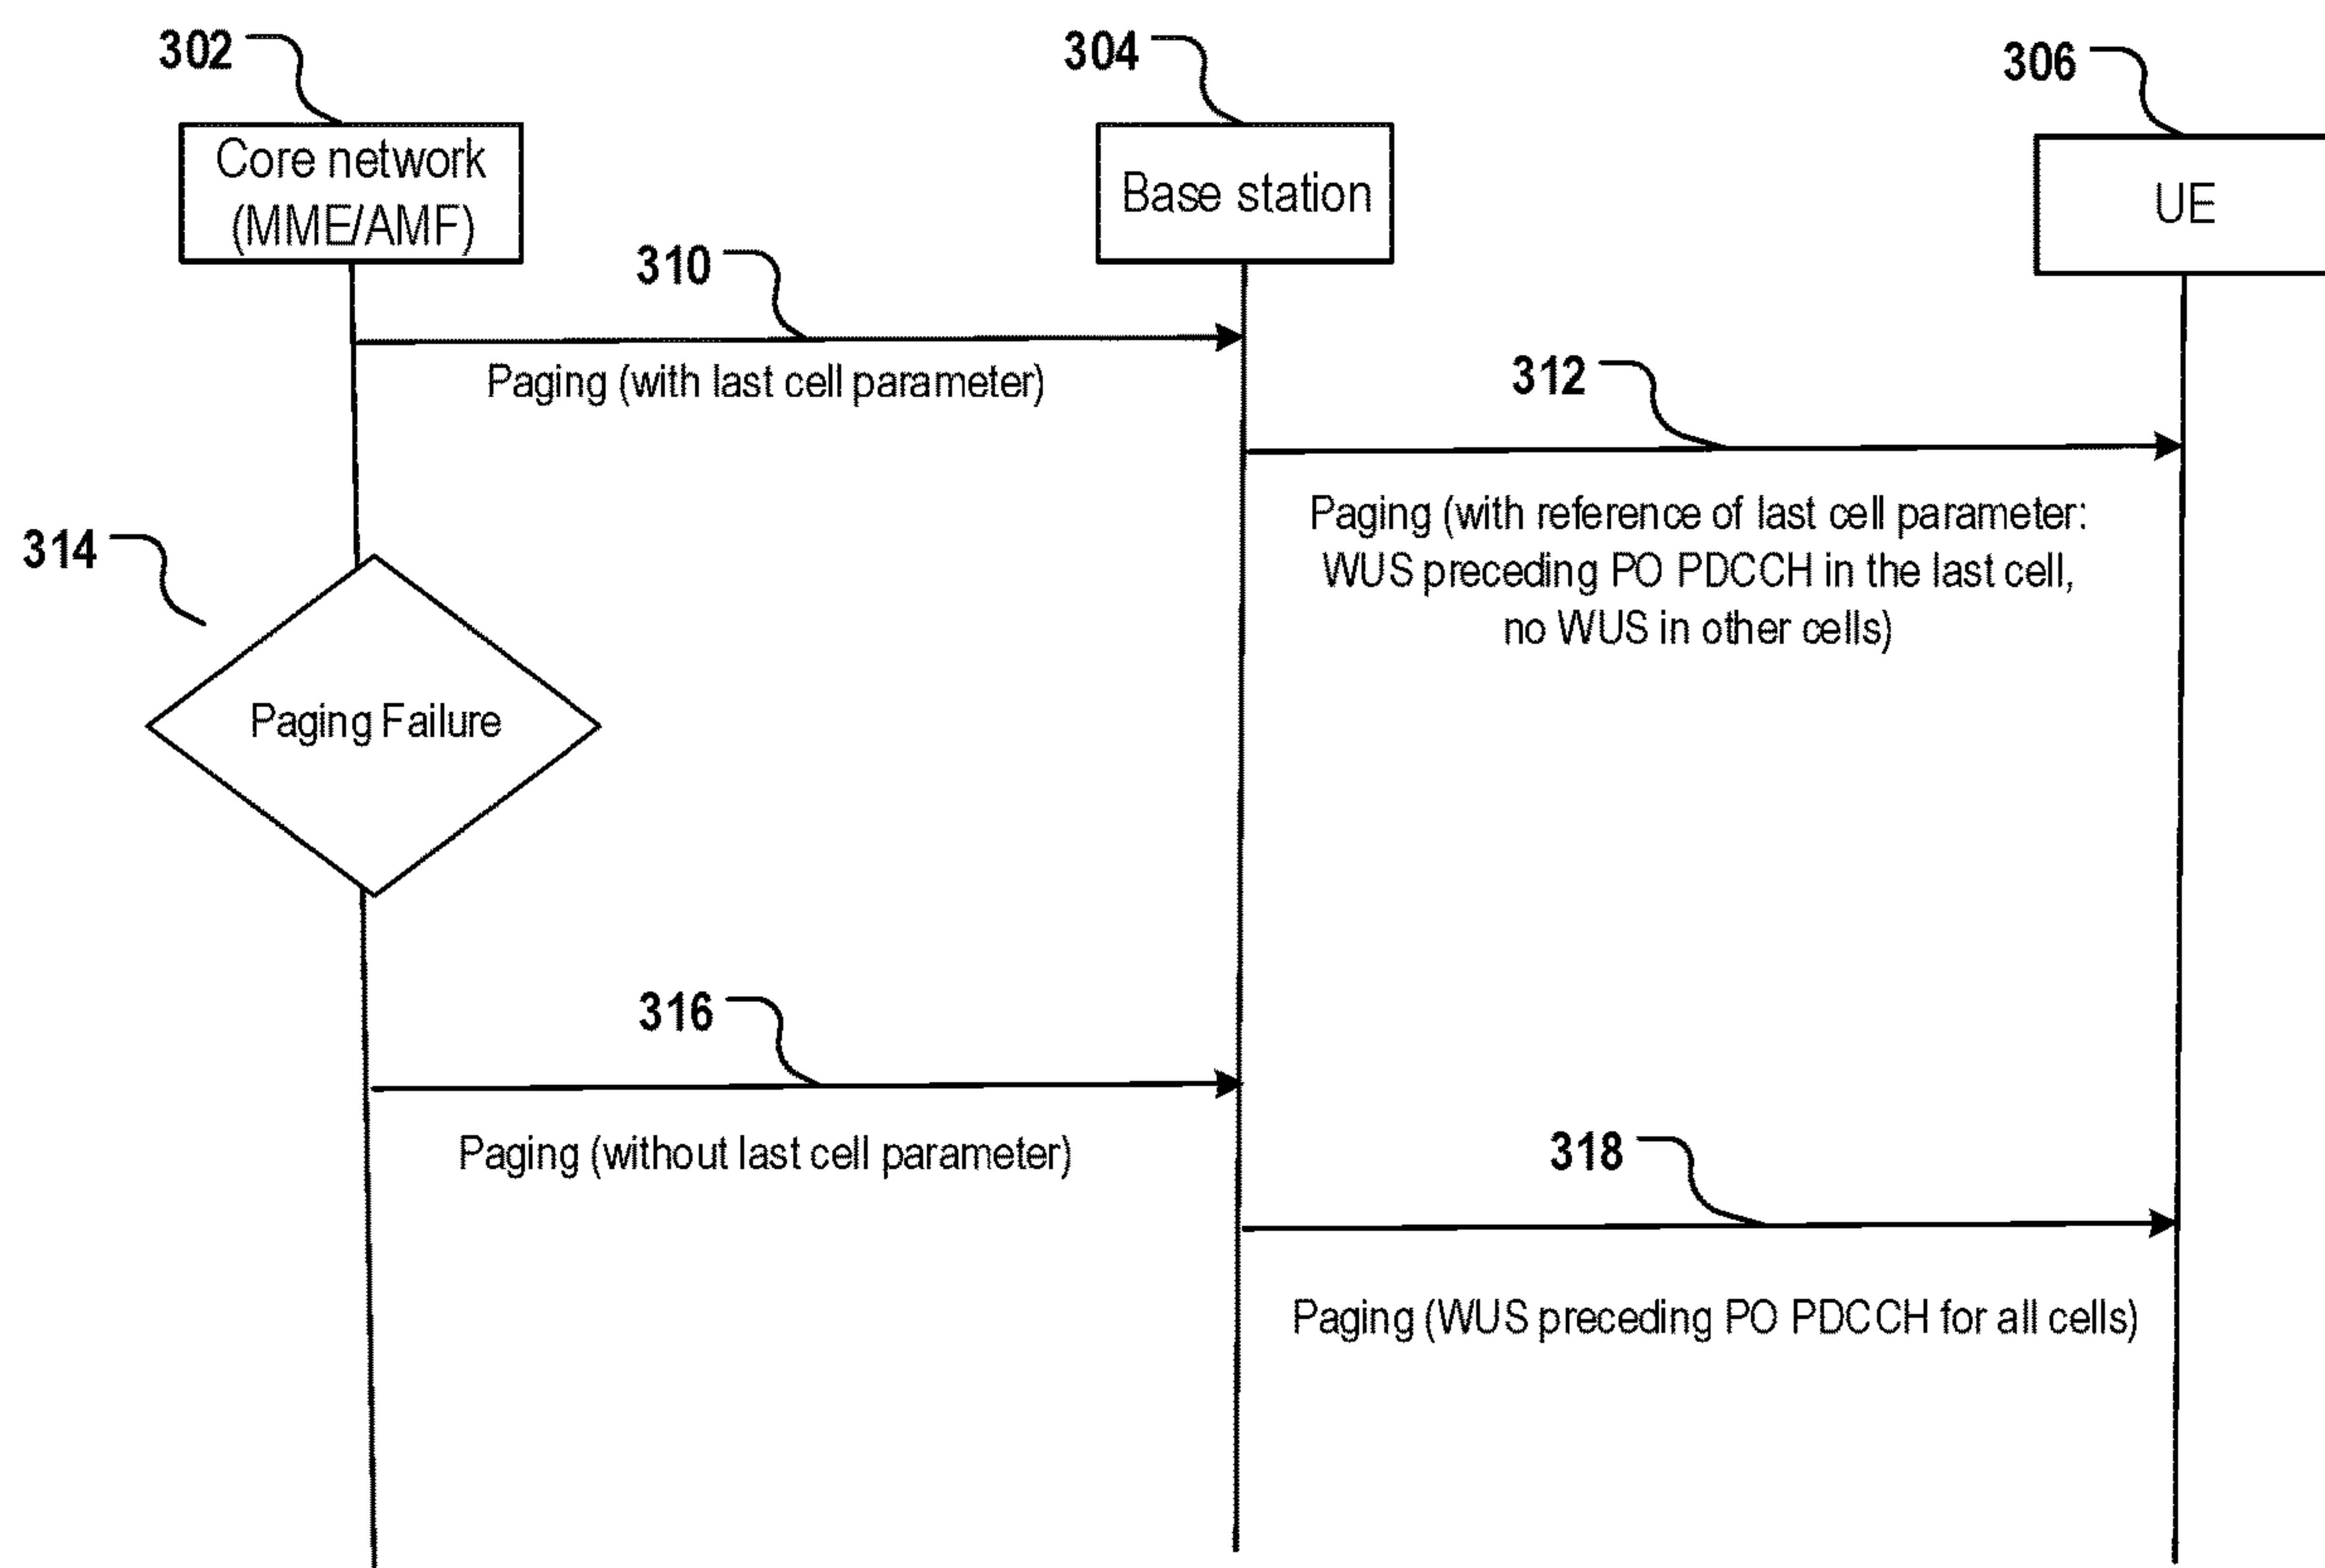 302
304
306
Core network
(MME/AMF)
Base station
UE
310
Paging (with last cell parameter)
312
Paging (with reference of last cell parameter:
WUS preceding PO PDCCH in the last cell,
no WUS in other cells)
314
Paging Failure
316
Paging (without last cell parameter)
318
Paging (WUS preceding PO PDCCH for all cells)